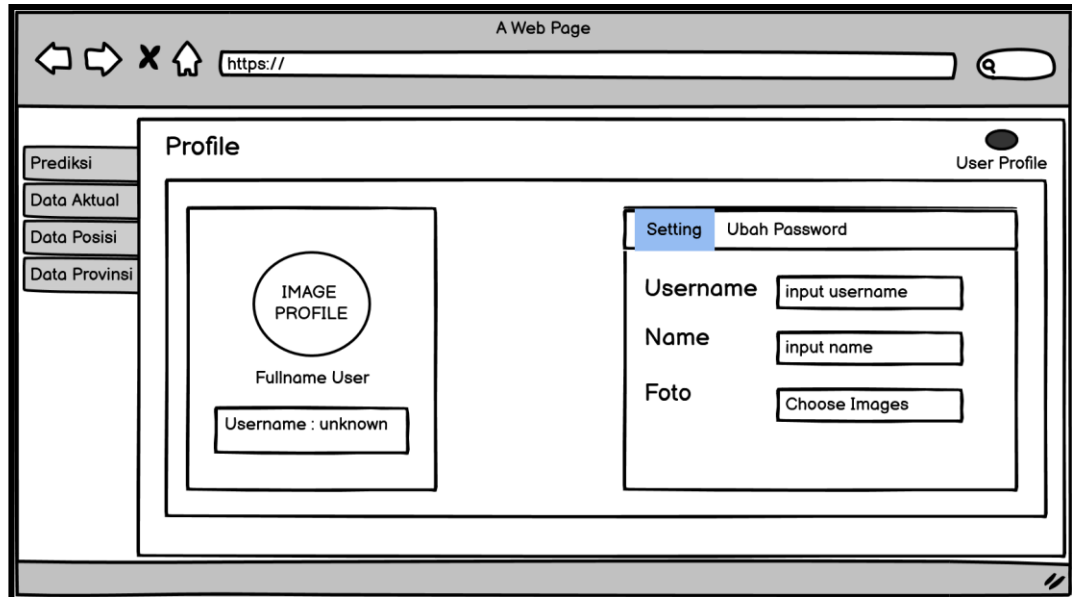 A Web Page
https://
Prediksi
Data Aktual
Data Posisi
Data Provinsi
Profile
User Profile
IMAGE
PROFILE
Fullname User
Username : unknown
Setting Ubah Password
Username input username
Name input name
Foto Choose Images